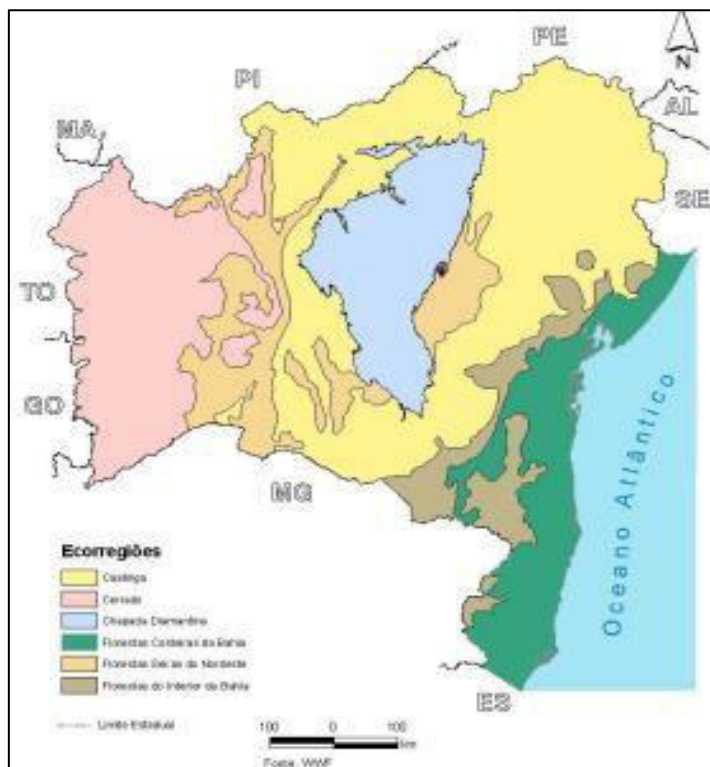 PE
N
PI
AL
MA
SE
TO
GO
MG
Oceano Atlântico
Ecorregiões
Caatinga
Cerrado
Chapada Diamantina
Florestas Costeiras da Bahia
Florestas Secas do Nordeste
Florestas do Interior da Bahia
ES
Limite Estadual
100 0 100
Km
Fonte: WWF